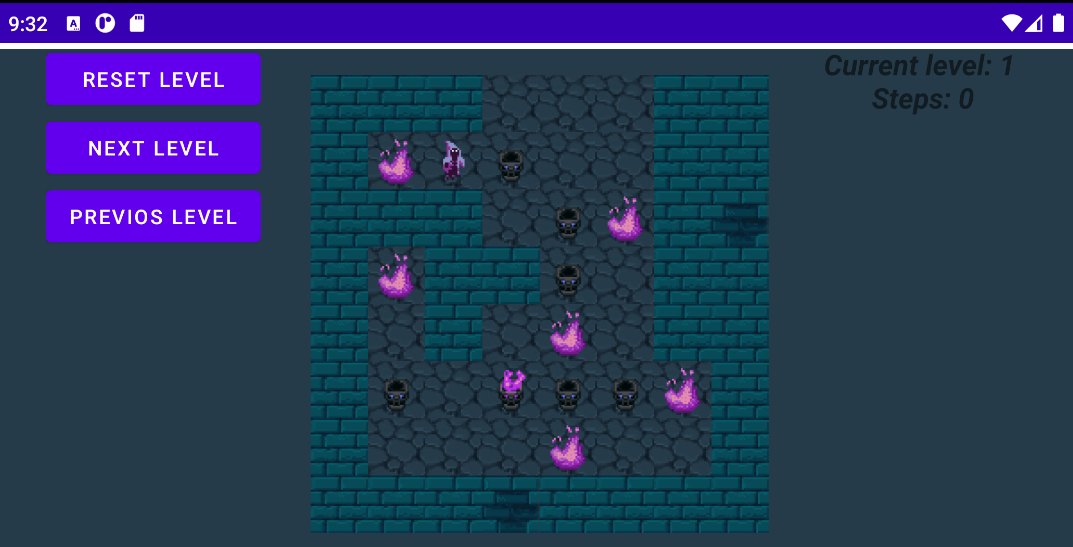 9:32
A
RESET LEVEL
NEXT LEVEL
PREVIOS LEVEL
Current level: 1
Steps: 0